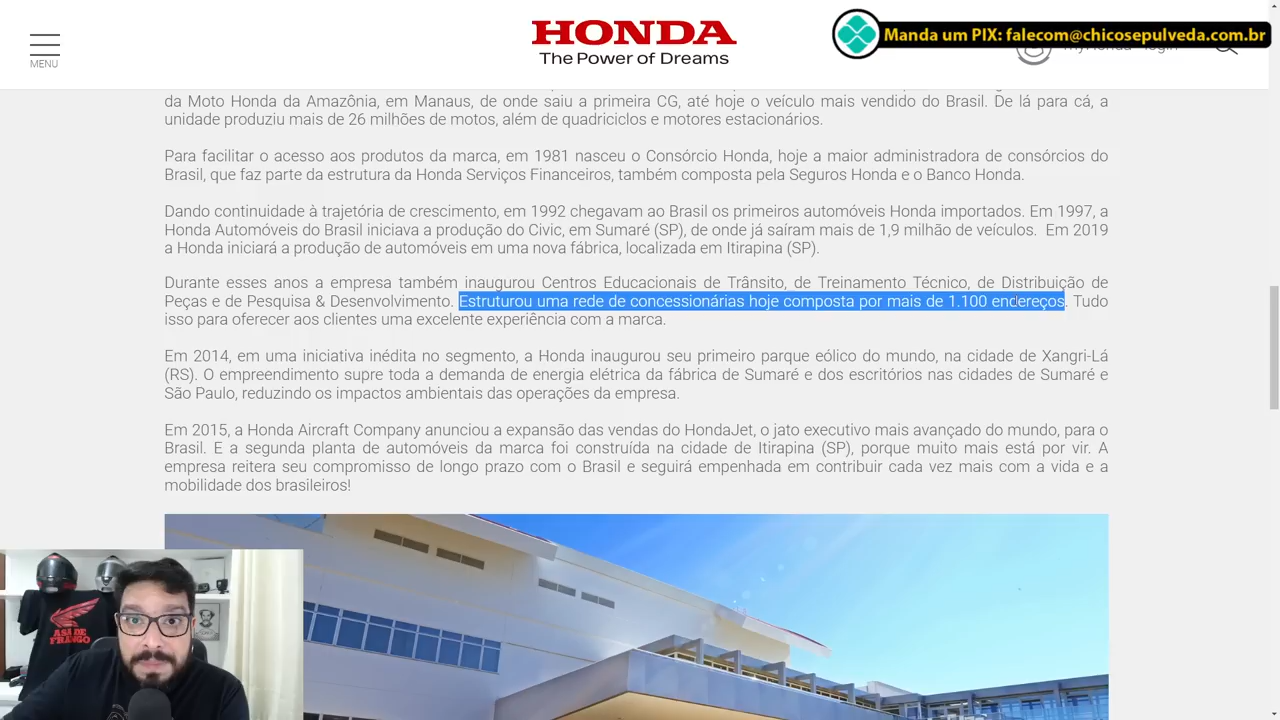 HONDA
The Power of Dreams
MENU
Manda um PIX: falecom@chicosepulveda.com.br
da Moto Honda da Amazônia, em Manaus, de onde saiu a primeira CG, até hoje o veículo mais vendido do Brasil. De lá para cá, a
unidade produziu mais de 26 milhões de motos, além de quadriciclos e motores estacionários.
Para facilitar o acesso aos produtos da marca, em 1981 nasceu o Consórcio Honda, hoje a maior administradora de consórcios do
Brasil, que faz parte da estrutura da Honda Serviços Financeiros, também composta pela Seguros Honda e o Banco Honda.
Dando continuidade à trajetória de crescimento, em 1992 chegavam ao Brasil os primeiros automóveis Honda importados. Em 1997, a
Honda Automóveis do Brasil iniciava a produção do Civic, em Sumaré (SP), de onde já saíram mais de 1,9 milhão de veículos. Em 2019
a Honda iniciará a produção de automóveis em uma nova fábrica, localizada em Itirapina (SP).
Durante esses anos a empresa também inaugurou Centros Educacionais de Trânsito, de Treinamento Técnico, de Distribuição de
Peças e de Pesquisa & Desenvolvimento. Estruturou uma rede de concessionárias hoje composta por mais de 1.100 endereços. Tudo
isso para oferecer aos clientes uma excelente experiência com a marca.
Em 2014, em uma iniciativa inédita no segmento, a Honda inaugurou seu primeiro parque eólico do mundo, na cidade de Xangri-Lá
(RS). O empreendimento supre toda a demanda de energia elétrica da fábrica de Sumaré e dos escritórios nas cidades de Sumaré e
São Paulo, reduzindo os impactos ambientais das operações da empresa.
Em 2015, a Honda Aircraft Company anunciou a expansão das vendas do HondaJet, o jato executivo mais avançado do mundo, para o
Brasil. E a segunda planta de automóveis da marca foi construída na cidade de Itirapina (SP), porque muito mais está por vir. A
empresa reitera seu compromisso de longo prazo com o Brasil e seguirá empenhada em contribuir cada vez mais com a vida e a
mobilidade dos brasileiros!
ASA DE
FRANGO